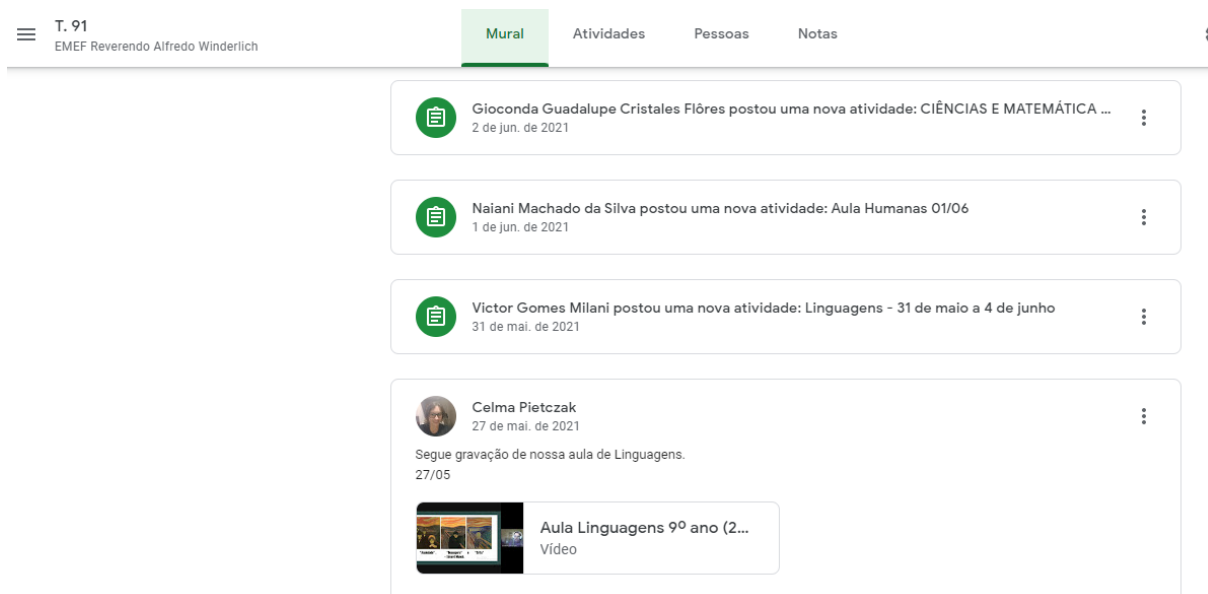 T. 91
EMEF Reverendo Alfredo Winderlich
Mural
Atividades
Pessoas
Notas
Gioconda Guadalupe Cristales Flôres postou uma nova atividade: CIÊNCIAS E MATEMÁTICA ...
2 de jun. de 2021
Naiani Machado da Silva postou uma nova atividade: Aula Humanas 01/06
1 de jun. de 2021
Victor Gomes Milani postou uma nova atividade: Linguagens - 31 de maio a 4 de junho
31 de mai. de 2021
Celma Pietczak
27 de mai. de 2021
Segue gravação de nossa aula de Linguagens.
27/05
Aula Linguagens 9º ano (2...
Vídeo